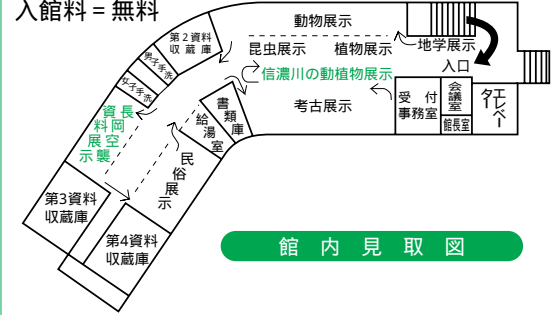 入館料 = 無料
第2資料
収蔵庫
動物展示
昆虫展示
植物展示
地学展示
男子手洗
女子手洗
信濃川の動植物展示
入口
長岡空襲
資料展示
書類庫
給湯室
考古展示
受付
事務室
会議室
館長室
エレベーター
民俗展示
第3資料
収蔵庫
第4資料
収蔵庫
館内見取図